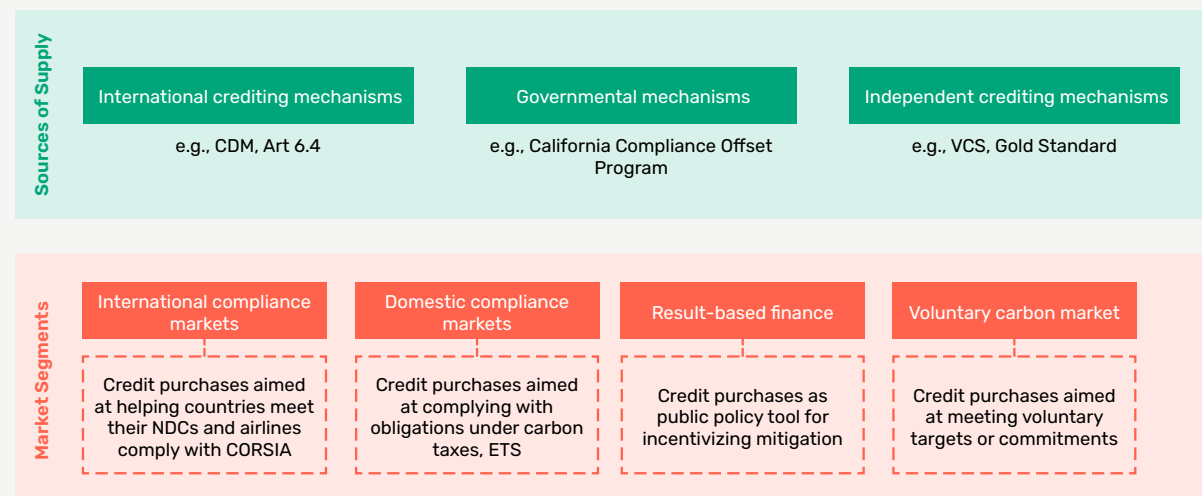 Sources of Supply
International crediting mechanisms
e.g., CDM, Art 6.4
Governmental mechanisms
e.g., California Compliance Offset
Program
Independent crediting mechanisms
e.g., VCS, Gold Standard
Market Segments
International compliance
markets
Credit purchases aimed
at helping countries meet
their NDCs and airlines
comply with CORSIA
Domestic compliance
markets
Credit purchases aimed
at complying with
obligations under carbon
taxes, ETS
Result-based finance
Credit purchases as
public policy tool for
incentivizing mitigation
Voluntary carbon market
Credit purchases aimed
at meeting voluntary
targets or commitments